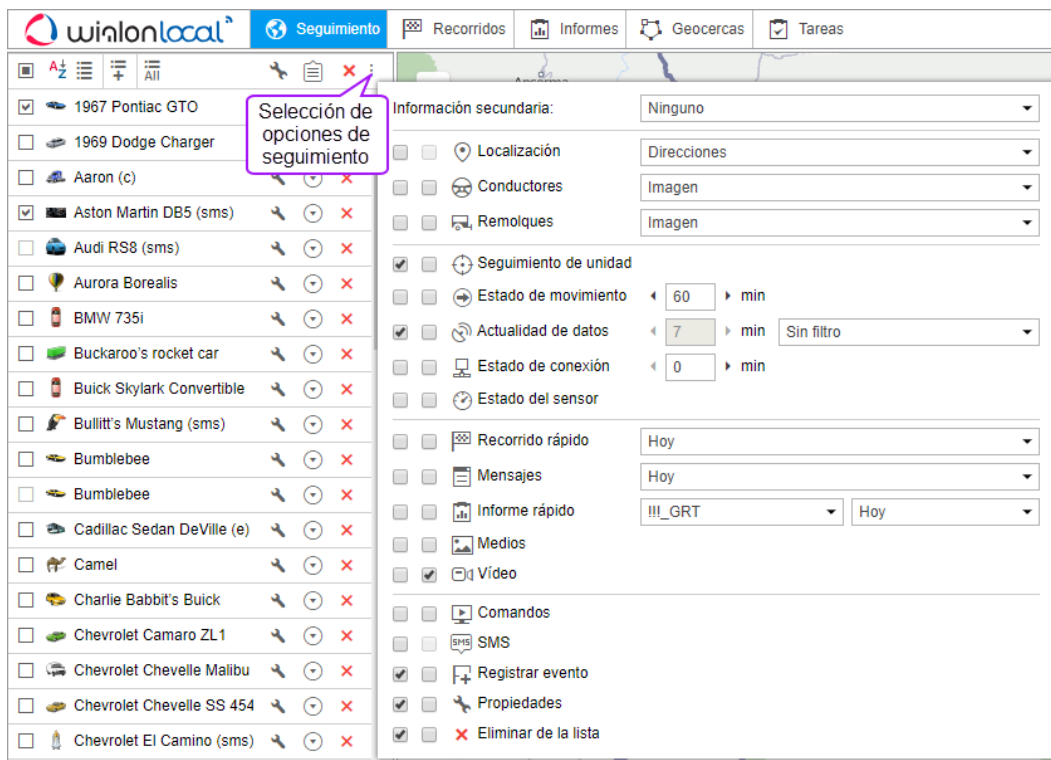 wialonlocal
Seguimiento
Recorridos
Informes
Geocercas
Tareas
AZ
All
Anserma
Selección de
opciones de
seguimiento
1967 Pontiac GTO
1969 Dodge Charger
Aaron (c)
Aston Martin DB5 (sms)
Audi RS8 (sms)
Aurora Borealis
BMW 735i
Buckaroo's rocket car
Buick Skylark Convertible
Bullitt's Mustang (sms)
Bumblebee
Bumblebee
Cadillac Sedan DeVille (e)
Camel
Charlie Babbit's Buick
Chevrolet Camaro ZL1
Chevrolet Chevelle Malibu
Chevrolet Chevelle SS 454
Chevrolet El Camino (sms)
Información secundaria: Ninguno
Localización Direcciones
Conductores Imagen
Remolques Imagen
Seguimiento de unidad
Estado de movimiento 60 min
Actualidad de datos 7 min Sin filtro
Estado de conexión 0 min
Estado del sensor
Recorrido rápido Hoy
Mensajes Hoy
Informe rápido !!!_GRT Hoy
Medios
Vídeo
Comandos
SMS SMS
Registrar evento
Propiedades
Eliminar de la lista